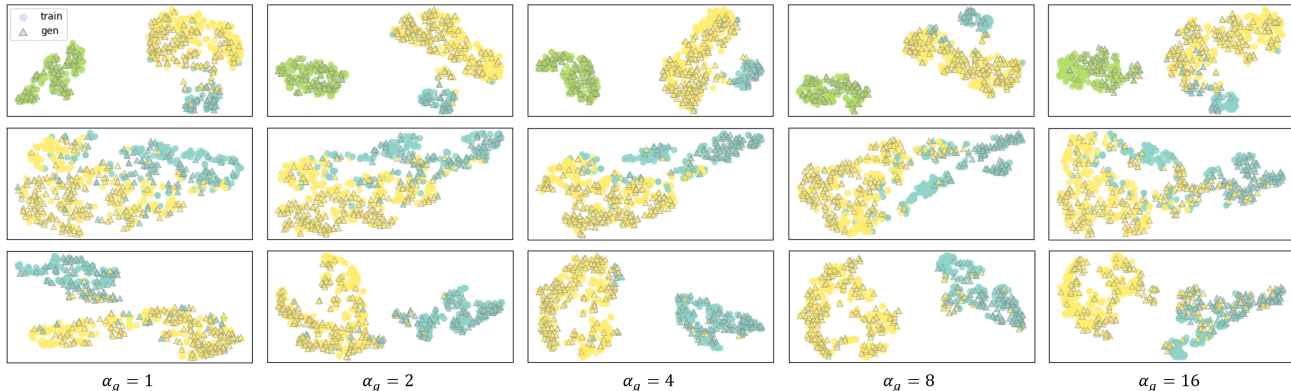 train
gen
α_g = 1
α_g = 2
α_g = 4
α_g = 8
α_g = 16